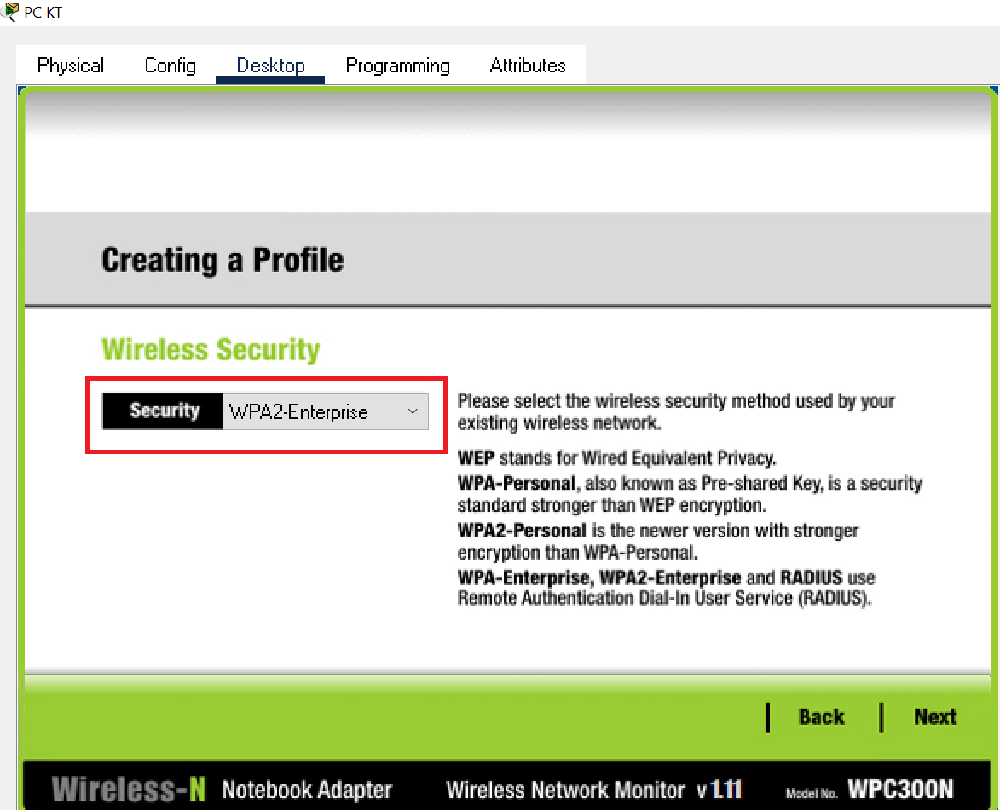 PC KT
Physical Config Desktop Programming Attributes
Creating a Profile
Wireless Security
Security WPA2-Enterprise
Please select the wireless security method used by your
existing wireless network.
WEP stands for Wired Equivalent Privacy.
WPA-Personal, also known as Pre-shared Key, is a security
standard stronger than WEP encryption.
WPA2-Personal is the newer version with stronger
encryption than WPA-Personal.
WPA-Enterprise, WPA2-Enterprise and RADIUS use
Remote Authentication Dial-In User Service (RADIUS).
Back Next
Wireless-N Notebook Adapter Wireless Network Monitor v1.11 Model No. WPC300N